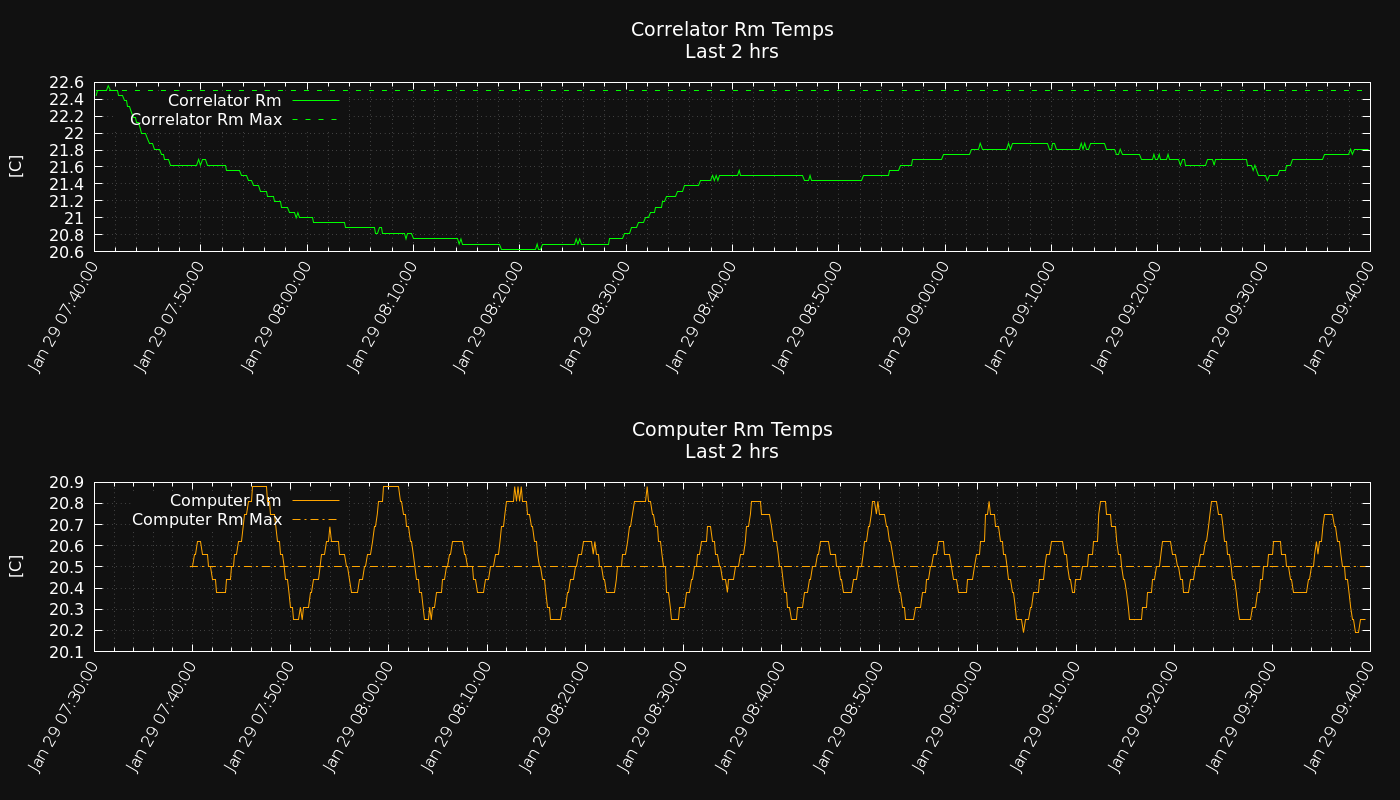 Correlator Rm Temps
Last 2 hrs
22.6
22.4
22.2
22
21.8
21.6
21.4
21.2
21
20.8
20.6
[C]
Correlator Rm
Correlator Rm Max
Jan 29 07:40:00
Jan 29 07:50:00
Jan 29 08:00:00
Jan 29 08:10:00
Jan 29 08:20:00
Jan 29 08:30:00
Jan 29 08:40:00
Jan 29 08:50:00
Jan 29 09:00:00
Jan 29 09:10:00
Jan 29 09:20:00
Jan 29 09:30:00
Jan 29 09:40:00
Computer Rm Temps
Last 2 hrs
20.9
20.8
20.7
20.6
20.5
20.4
20.3
20.2
20.1
[C]
Computer Rm
Computer Rm Max
Jan 29 07:30:00
Jan 29 07:40:00
Jan 29 07:50:00
Jan 29 08:00:00
Jan 29 08:10:00
Jan 29 08:20:00
Jan 29 08:30:00
Jan 29 08:40:00
Jan 29 08:50:00
Jan 29 09:00:00
Jan 29 09:10:00
Jan 29 09:20:00
Jan 29 09:30:00
Jan 29 09:40:00